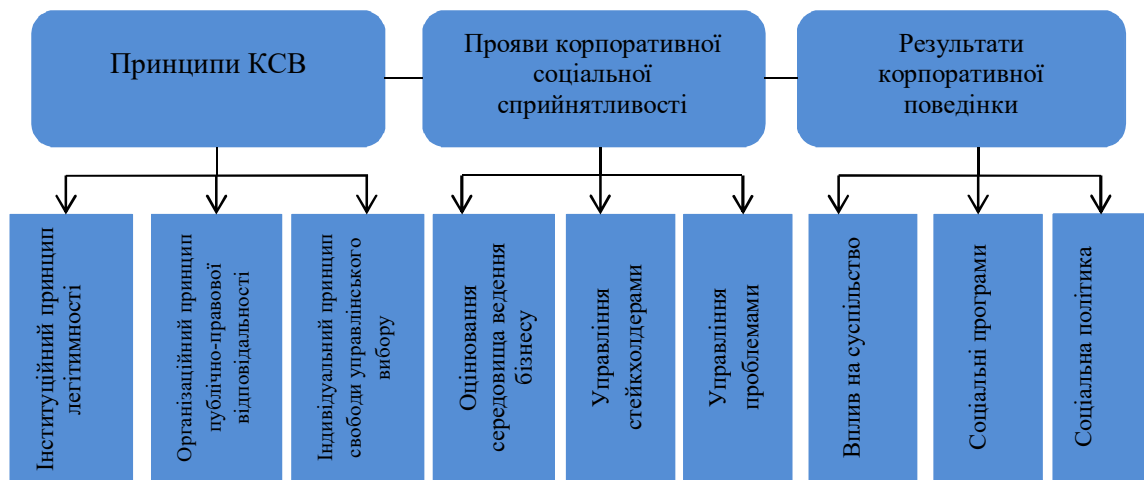 Принципи КСВ
Прояви корпоративної
соціальної
сприйнятливості
Результати
корпоративної
поведінки
Інституційний принцип
легітимності
Організаційний принцип
публічно-правової
відповідальності
Індивідуальний принцип
свободи управлінського
вибору
Оцінювання
середовища ведення
бізнесу
Управління
стейкхолдерами
Управління
проблемами
Вплив на суспільство
Соціальні програми
Соціальна політика